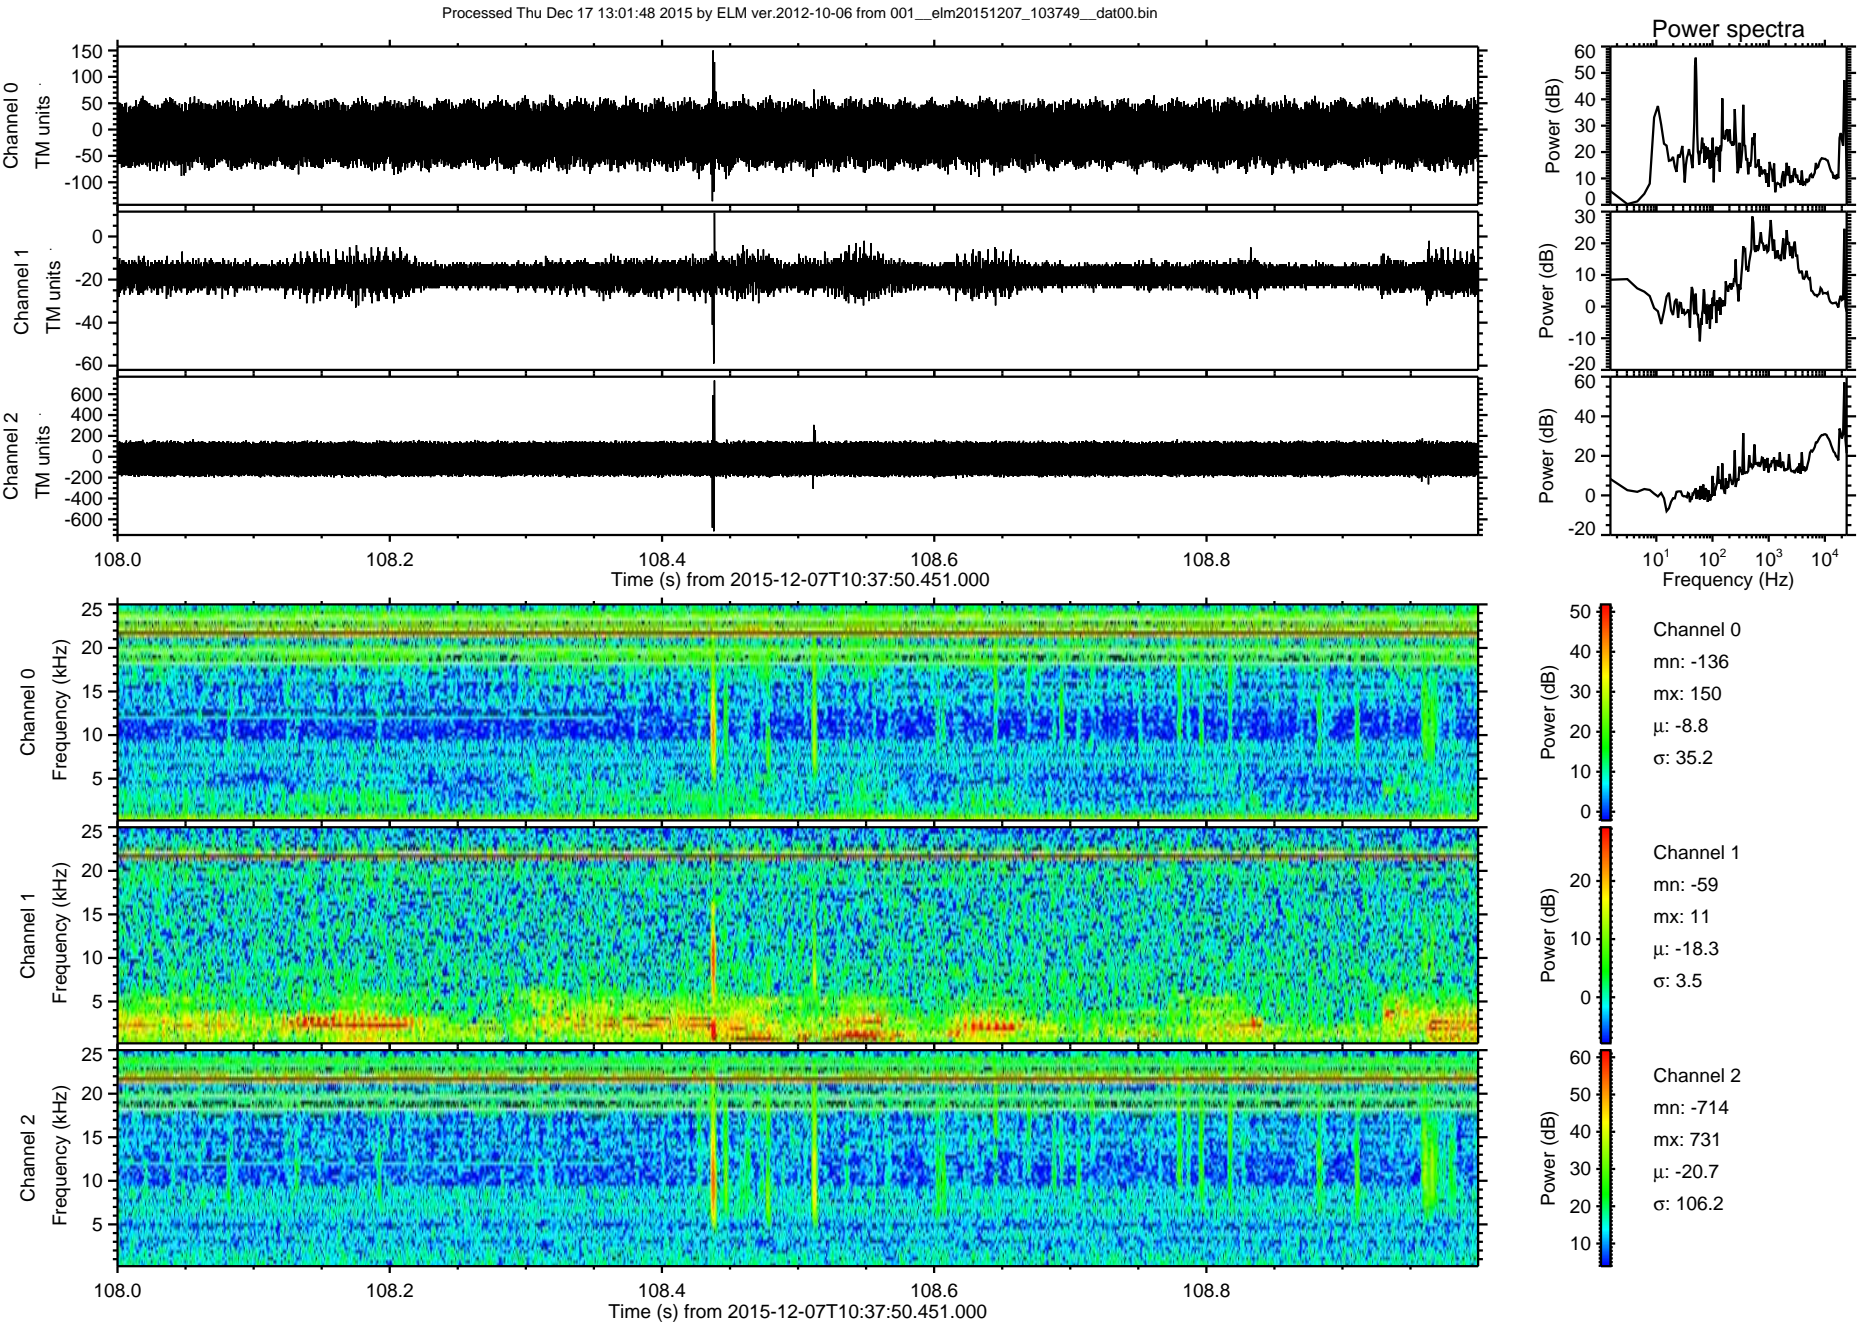 Processed Thu Dec 17 13:01:48 2015 by ELM ver.2012-10-06 from 001__elm20151207_103749__dat00.bin
Power spectra
Channel 0
TM units
150
100
50
0
-50
-100
Power (dB)
60
50
40
30
20
10
0
Channel 1
TM units
0
-20
-40
-60
Power (dB)
30
20
10
0
-10
-20
Channel 2
TM units
600
400
200
0
-200
-400
-600
Power (dB)
60
40
20
0
-20
108.0 108.2 108.4 108.6 108.8
Time (s) from 2015-12-07T10:37:50.451.000
10^1 10^2 10^3 10^4
Frequency (Hz)
Channel 0
Frequency (kHz)
25
20
15
10
5
Power (dB)
50
40
30
20
10
0
Channel 0
mn: -136
mx: 150
μ: -8.8
σ: 35.2
Channel 1
Frequency (kHz)
25
20
15
10
5
Power (dB)
20
10
0
Channel 1
mn: -59
mx: 11
μ: -18.3
σ: 3.5
Channel 2
Frequency (kHz)
25
20
15
10
5
Power (dB)
60
50
40
30
20
10
Channel 2
mn: -714
mx: 731
μ: -20.7
σ: 106.2
108.0 108.2 108.4 108.6 108.8
Time (s) from 2015-12-07T10:37:50.451.000